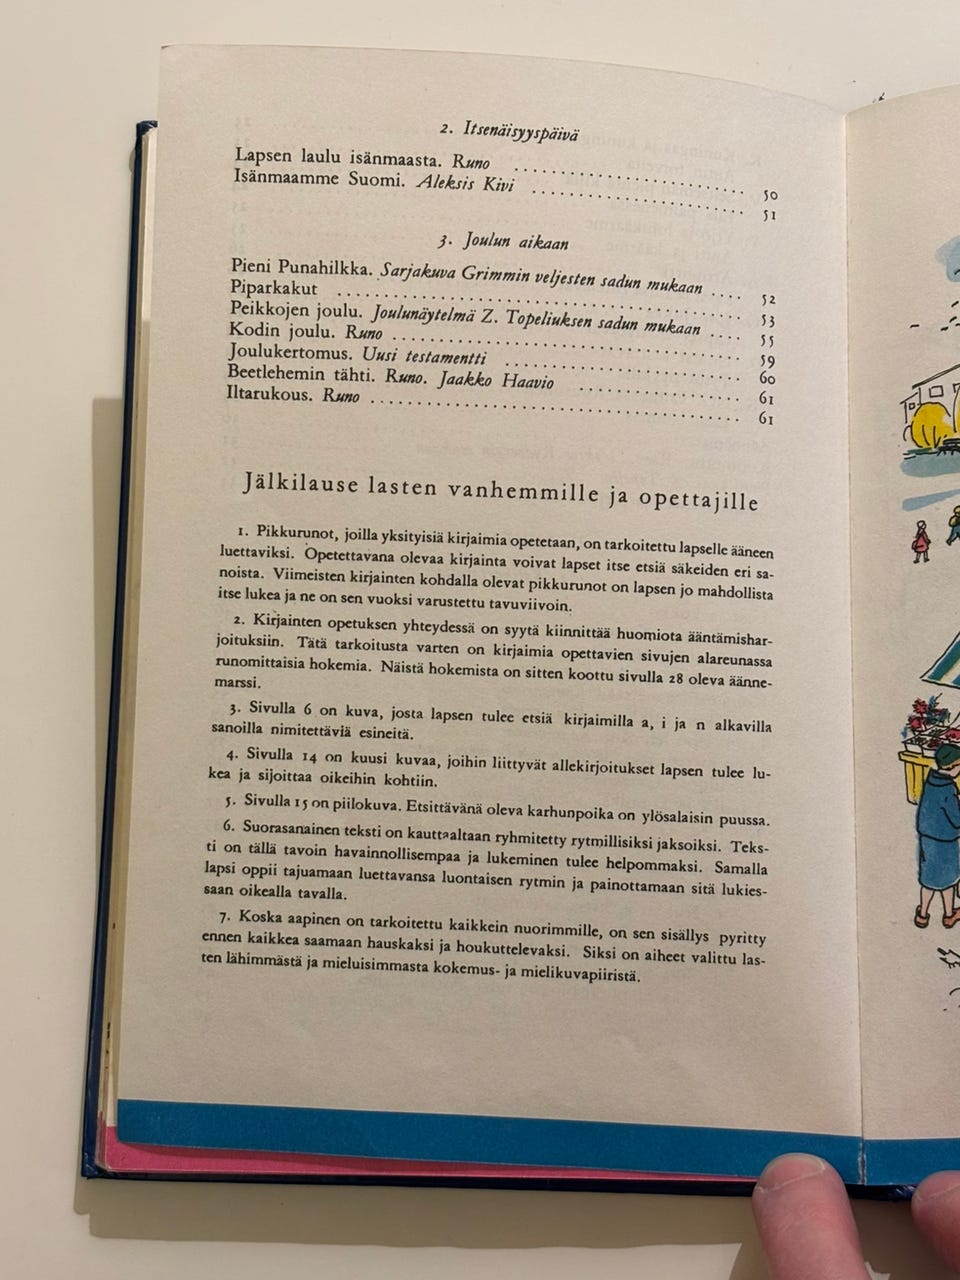 2. Itsenäisyyspäivä
Lapsen laulu isänmaasta. Runo .......................... 50
Isänmaamme Suomi. Aleksis Kivi ........................ 51
3. Joulun aikaan
Pieni Punahilkka. Sarjakuva Grimmin veljesten sadun mukaan .... 52
Piparkakut .......................................... 53
Peikkojen joulu. Joulunäytelmä Z. Topeliuksen sadun mukaan .... 55
Kodin joulu. Runo .................................... 59
Joulukertomus. Uusi testamentti ........................ 60
Beetlehemin tähti. Runo. Jaakko Haavio .................. 61
Iltarukous. Runo ...................................... 61
Jälkilause lasten vanhemmille ja opettajille
1. Pikkurunot, joilla yksityisiä kirjaimia opetetaan, on tarkoitettu lapselle ääneen
luettaviksi. Opetettavana olevaa kirjainta voivat lapset itse etsiä säkeiden eri sa-
noista. Viimeisten kirjainten kohdalla olevat pikkurunot on lapsen jo mahdollista
itse lukea ja ne on sen vuoksi varustettu tavuviivoin.
2. Kirjainten opetuksen yhteydessä on syytä kiinnittää huomiota ääntämishar-
joituksiin. Tätä tarkoitusta varten on kirjaimia opettavien sivujen alareunassa
runomittaisia hokemia. Näistä hokemista on sitten koottu sivulla 28 oleva äänne-
marssi.
3. Sivulla 6 on kuva, josta lapsen tulee etsiä kirjaimilla a, i ja n alkavilla
sanoilla nimitettäviä esineitä.
4. Sivulla 14 on kuusi kuvaa, joihin liittyvät allekirjoitukset lapsen tulee lu-
kea ja sijoittaa oikeihin kohtiin.
5. Sivulla 15 on piilokuva. Etsittävänä oleva karhunpoika on ylösalaisin puussa.
6. Suorasanainen teksti on kauttaaltaan ryhmitetty rytmillisiksi jaksoiksi. Teks-
ti on tällä tavoin havainnollisempaa ja lukeminen tulee helpommaksi. Samalla
lapsi oppii tajuamaan luettavansa luontaisen rytmin ja painottamaan sitä lukies-
saan oikealla tavalla.
7. Koska aapinen on tarkoitettu kaikkein nuorimmille, on sen sisällys pyritty
ennen kaikkea saamaan hauskaksi ja houkuttelevaksi. Siksi on aiheet valittu las-
ten lähimmästä ja mieluisimmasta kokemus- ja mielikuvapiiristä.